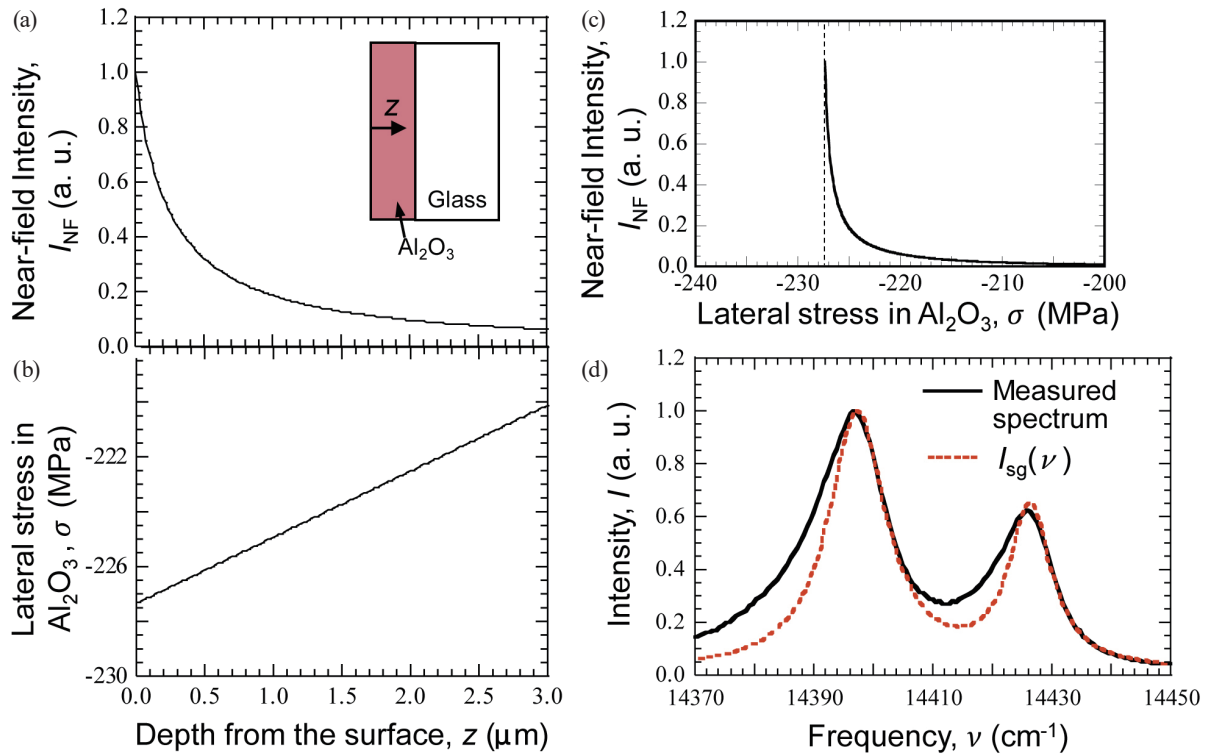 (a)
Near-field Intensity,
I_NF (a. u.)
1.2
1.0
0.8
0.6
0.4
0.2
0.0
z
Glass
Al₂O₃
(b)
Lateral stress in
Al₂O₃, σ (MPa)
-222
-226
-230
0.0 0.5 1.0 1.5 2.0 2.5 3.0
Depth from the surface, z (μm)
(c)
Near-field Intensity,
I_NF (a. u.)
1.2
1.0
0.8
0.6
0.4
0.2
0.0
-240 -230 -220 -210 -200
Lateral stress in Al₂O₃, σ (MPa)
(d)
Intensity, I (a. u.)
1.2
1.0
0.8
0.6
0.4
0.2
0.0
Measured
spectrum
I_sg(ν)
14370 14390 14410 14430 14450
Frequency, ν (cm⁻¹)